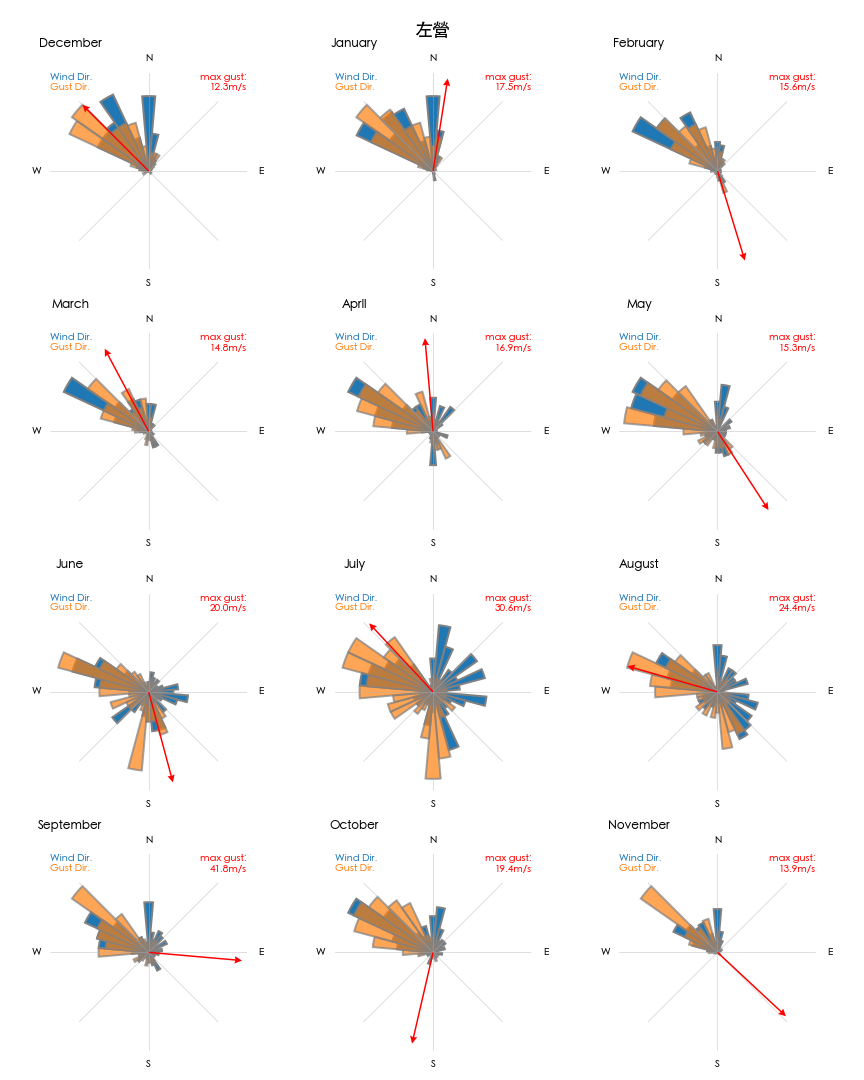 左營
December
January
February
N
N
N
Wind Dir.
Gust Dir.
max gust:
12.3m/s
Wind Dir.
Gust Dir.
max gust:
17.5m/s
Wind Dir.
Gust Dir.
max gust:
15.6m/s
W
E
W
E
W
E
S
S
S
March
April
May
N
N
N
Wind Dir.
Gust Dir.
max gust:
14.8m/s
Wind Dir.
Gust Dir.
max gust:
16.9m/s
Wind Dir.
Gust Dir.
max gust:
15.3m/s
W
E
W
E
W
E
S
S
S
June
July
August
N
N
N
Wind Dir.
Gust Dir.
max gust:
20.0m/s
Wind Dir.
Gust Dir.
max gust:
30.6m/s
Wind Dir.
Gust Dir.
max gust:
24.4m/s
W
E
W
E
W
E
S
S
S
September
October
November
N
N
N
Wind Dir.
Gust Dir.
max gust:
41.8m/s
Wind Dir.
Gust Dir.
max gust:
19.4m/s
Wind Dir.
Gust Dir.
max gust:
13.9m/s
W
E
W
E
W
E
S
S
S